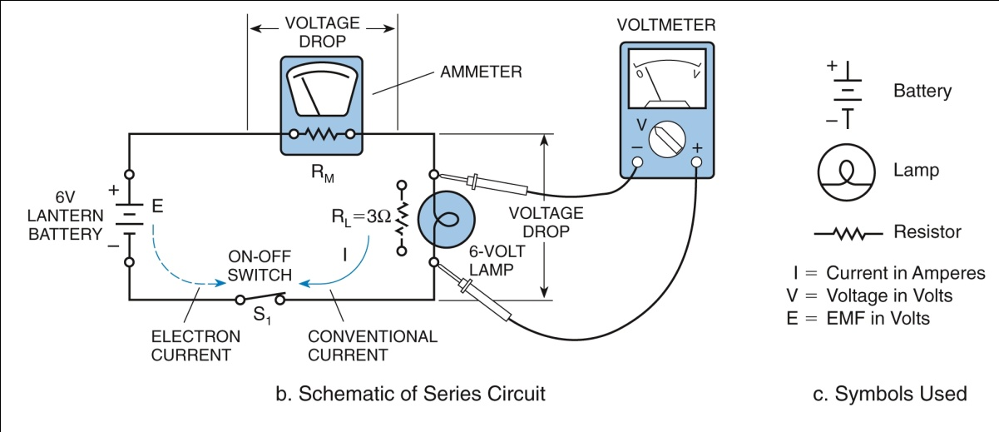 VOLTAGE
DROP
AMMETER
R_M
VOLTMETER
0
V
V
−
+
6V
LANTERN
BATTERY
+
−
E
ON-OFF
SWITCH
S₁
I
R_L=3Ω
6-VOLT
LAMP
VOLTAGE
DROP
ELECTRON
CURRENT
CONVENTIONAL
CURRENT
b. Schematic of Series Circuit
+
−
Battery
Lamp
Resistor
I = Current in Amperes
V = Voltage in Volts
E = EMF in Volts
c. Symbols Used